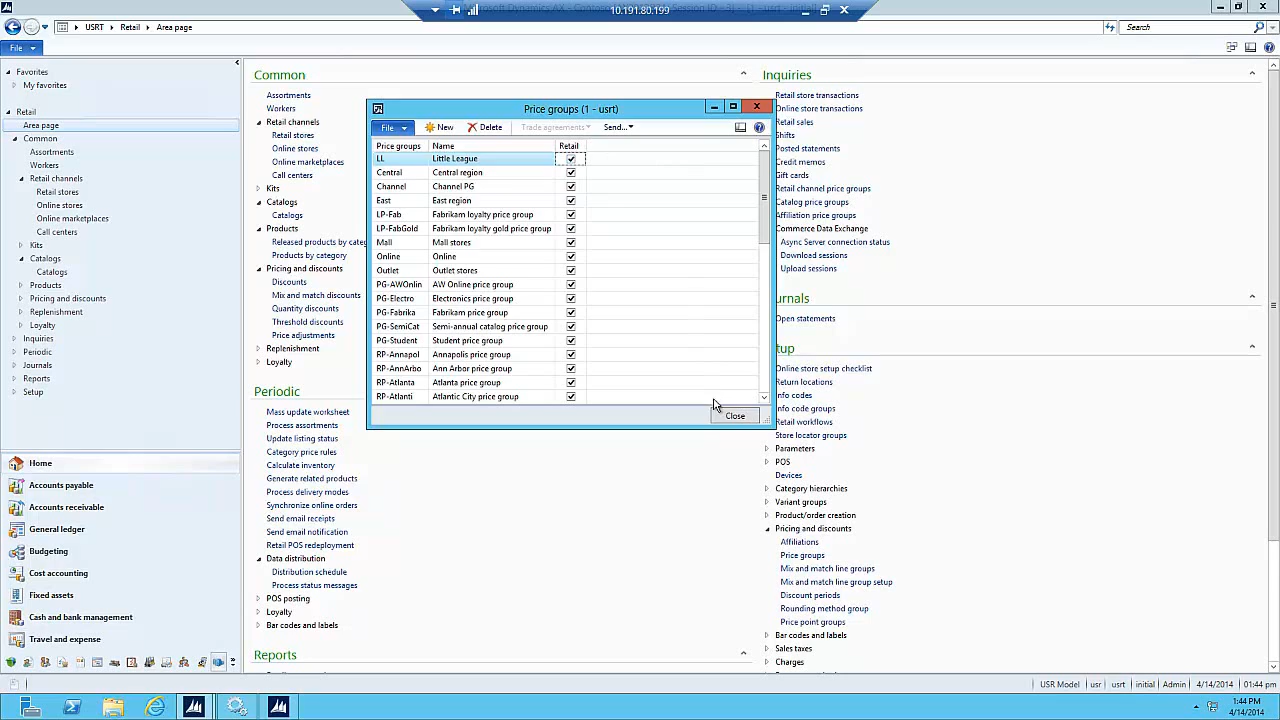 Microsoft Dynamics AX - Contoso
10.191.80.199
Session ID - 3] - [1 - usrt - initial]
USRT
Retail
Area page
Search
File
Favorites
My favorites
Retail
Area page
Common
Assortments
Workers
Retail channels
Retail stores
Online stores
Online marketplaces
Call centers
Kits
Catalogs
Catalogs
Products
Pricing and discounts
Replenishment
Loyalty
Inquiries
Periodic
Journals
Reports
Setup
Home
Accounts payable
Accounts receivable
General ledger
Budgeting
Cost accounting
Fixed assets
Cash and bank management
Travel and expense
Common
Assortments
Workers
Retail channels
Retail stores
Online stores
Online marketplaces
Call centers
Kits
Catalogs
Catalogs
Products
Released products by cate
Products by category
Pricing and discounts
Discounts
Mix and match discounts
Quantity discounts
Threshold discounts
Price adjustments
Replenishment
Loyalty
Periodic
Mass update worksheet
Process assortments
Update listing status
Category price rules
Calculate inventory
Generate related products
Process delivery modes
Synchronize online orders
Send email receipts
Send email notification
Retail POS redeployment
Data distribution
Distribution schedule
Process status messages
POS posting
Loyalty
Bar codes and labels
Reports
Price groups (1 - usrt)
File New Delete Trade agreements Send...
Price groups Name Retail
LL Little League
Central Central region
Channel Channel PG
East East region
LP-Fab Fabrikam loyalty price group
LP-FabGold Fabrikam loyalty gold price group
Mall Mall stores
Online Online
Outlet Outlet stores
PG-AWOnlin AW Online price group
PG-Electro Electronics price group
PG-Fabrika Fabrikam price group
PG-SemiCat Semi-annual catalog price group
PG-Student Student price group
RP-Annapol Annapolis price group
RP-AnnArbo Ann Arbor price group
RP-Atlanta Atlanta price group
RP-Atlanti Atlantic City price group
Close
Inquiries
Retail store transactions
Online store transactions
Retail sales
Shifts
Posted statements
Credit memos
Gift cards
Retail channel price groups
Catalog price groups
Affiliation price groups
Commerce Data Exchange
Async Server connection status
Download sessions
Upload sessions
urnals
Open statements
tup
Online store setup checklist
Return locations
Info codes
Info code groups
Retail workflows
Store locator groups
Parameters
POS
Devices
Category hierarchies
Variant groups
Product/order creation
Pricing and discounts
Affiliations
Price groups
Mix and match line groups
Mix and match line group setup
Discount periods
Rounding method group
Price point groups
Bar codes and labels
Sales taxes
Charges
USR Model usr usrt initial Admin 4/14/2014 01:44 pm
1:44 PM
4/14/2014